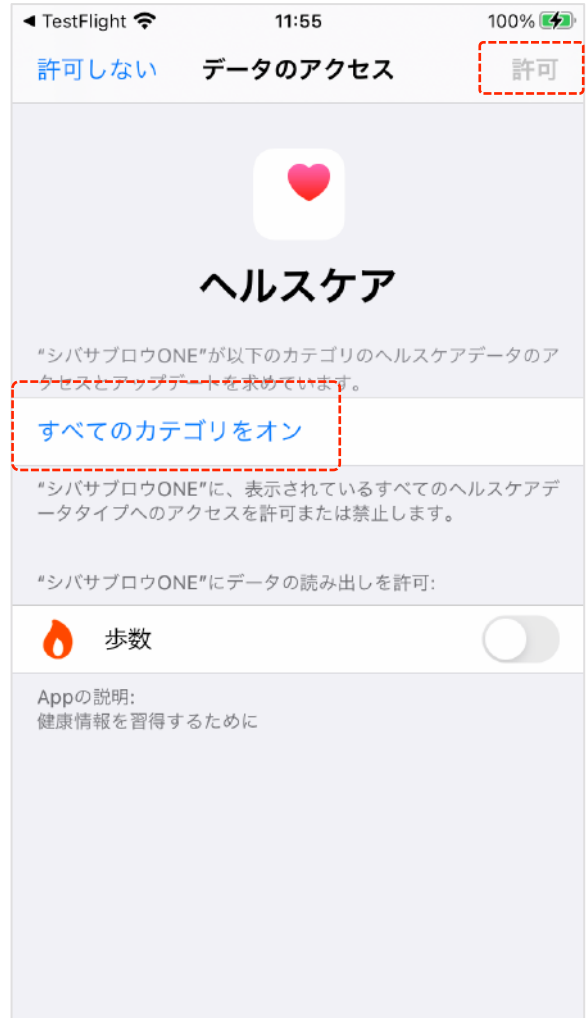 ◀ TestFlight 11:55 100%
許可しない データのアクセス 許可
ヘルスケア
“シバサブロウONE”が以下のカテゴリのヘルスケアデータのア
クセスとアップデートを求めています。
すべてのカテゴリをオン
“シバサブロウONE”に、表示されているすべてのヘルスケアデ
ータタイプへのアクセスを許可または禁止します。
“シバサブロウONE”にデータの読み出しを許可:
歩数
Appの説明:
健康情報を習得するために